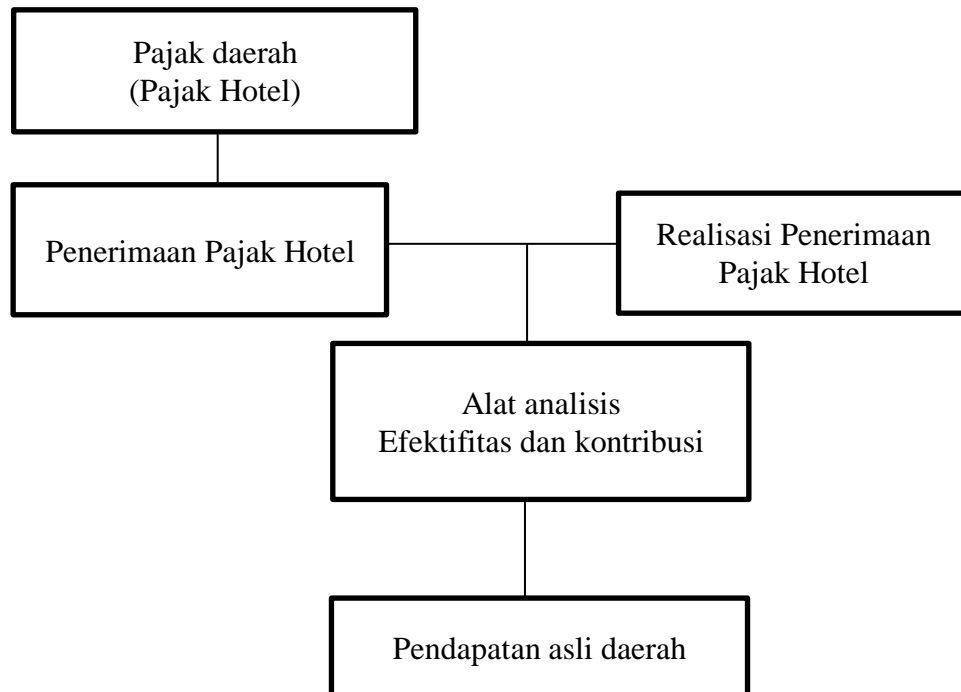 Pajak daerah
(Pajak Hotel)
Penerimaan Pajak Hotel
Realisasi Penerimaan
Pajak Hotel
Alat analisis
Efektifitas dan kontribusi
Pendapatan asli daerah